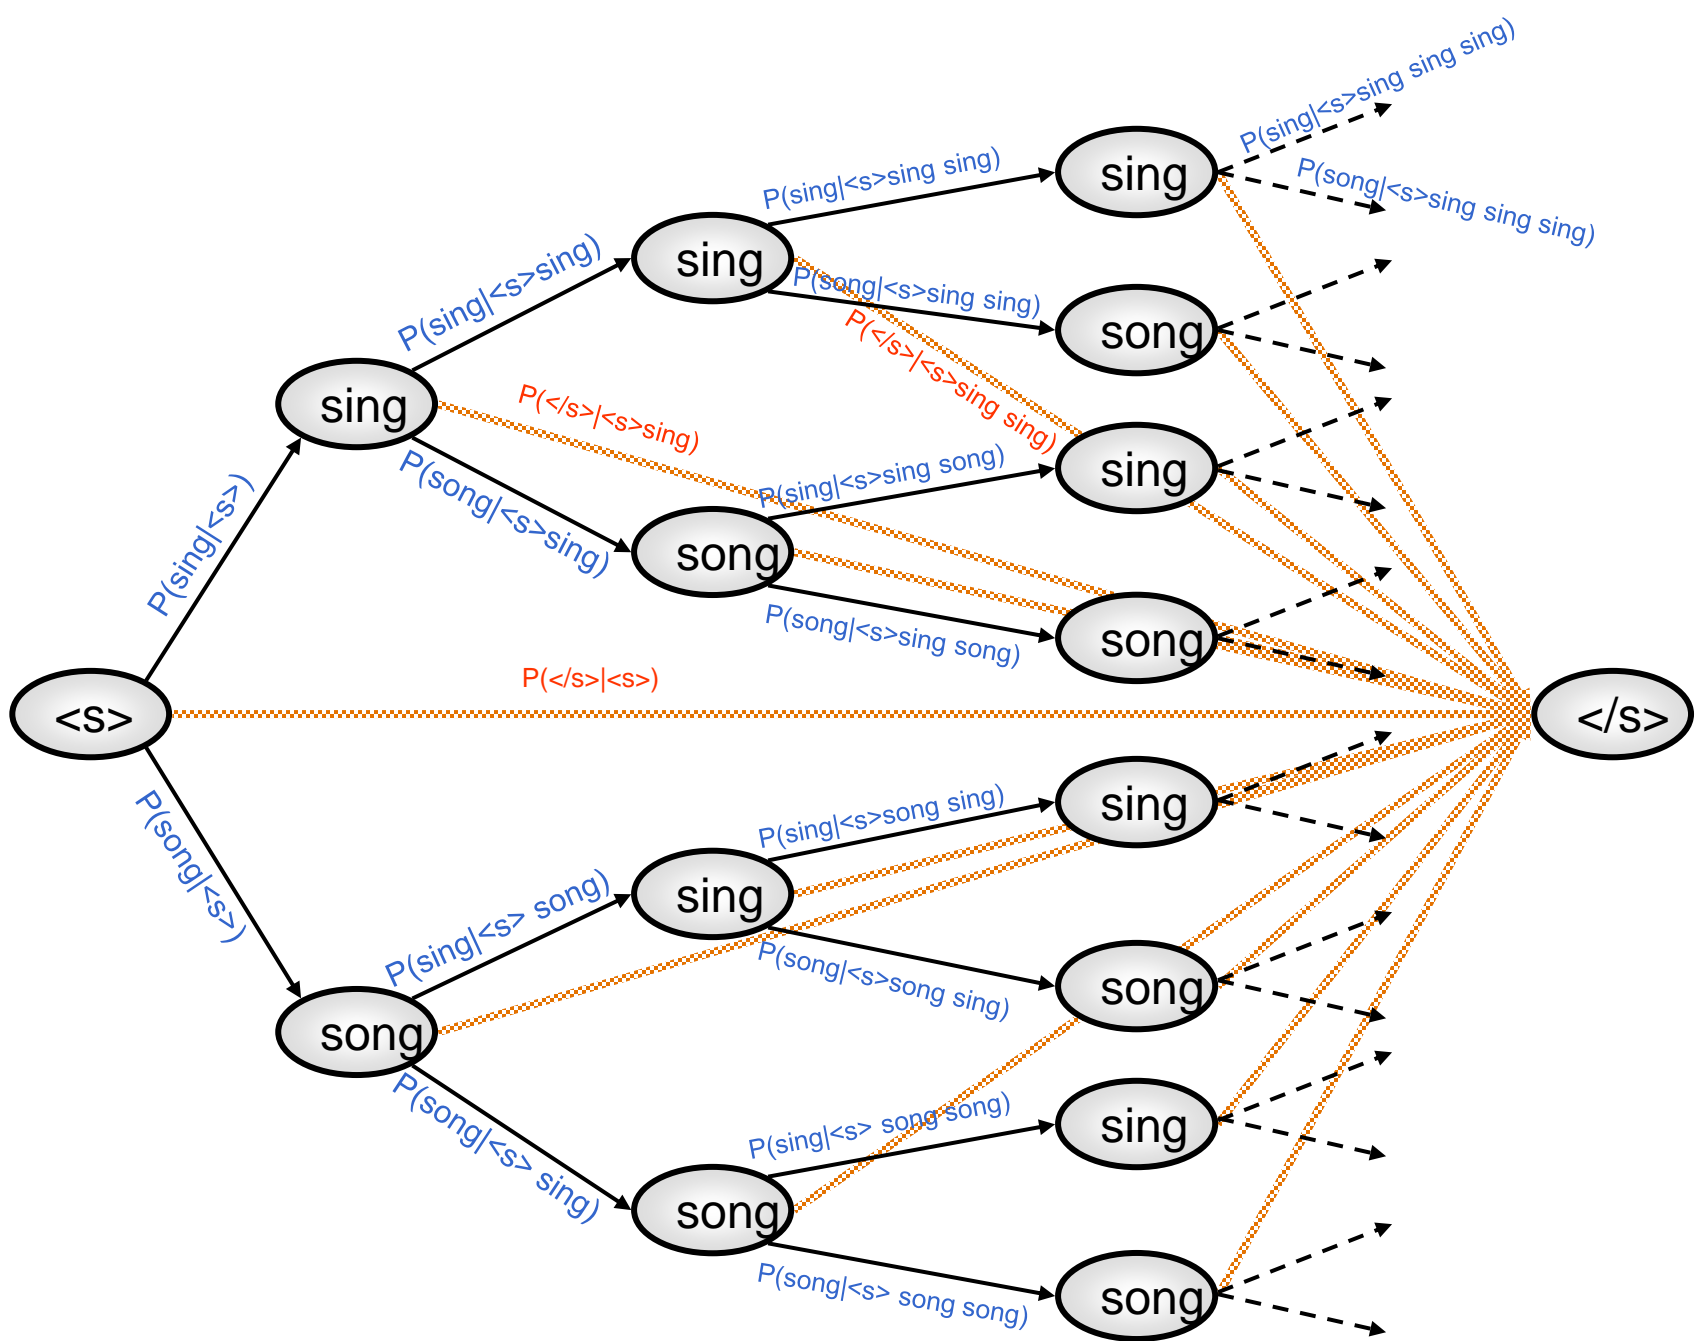 P(sing|<s>sing sing sing)
sing
P(sing|<s>sing sing)
P(song|<s>sing sing sing)
sing
P(sing|<s>sing)
P(song|<s>sing sing)
song
P(</s>|<s>sing sing)
sing
P(</s>|<s>sing)
P(song|<s>sing)
P(sing|<s>sing song)
sing
P(sing|<s>)
song
P(song|<s>sing song)
song
P(</s>|<s>)
<s>
</s>
P(song|<s>)
P(sing|<s>song sing)
sing
sing
P(sing|<s> song)
P(song|<s>song sing)
song
song
P(song|<s> sing)
P(sing|<s> song song)
sing
song
P(song|<s> song song)
song